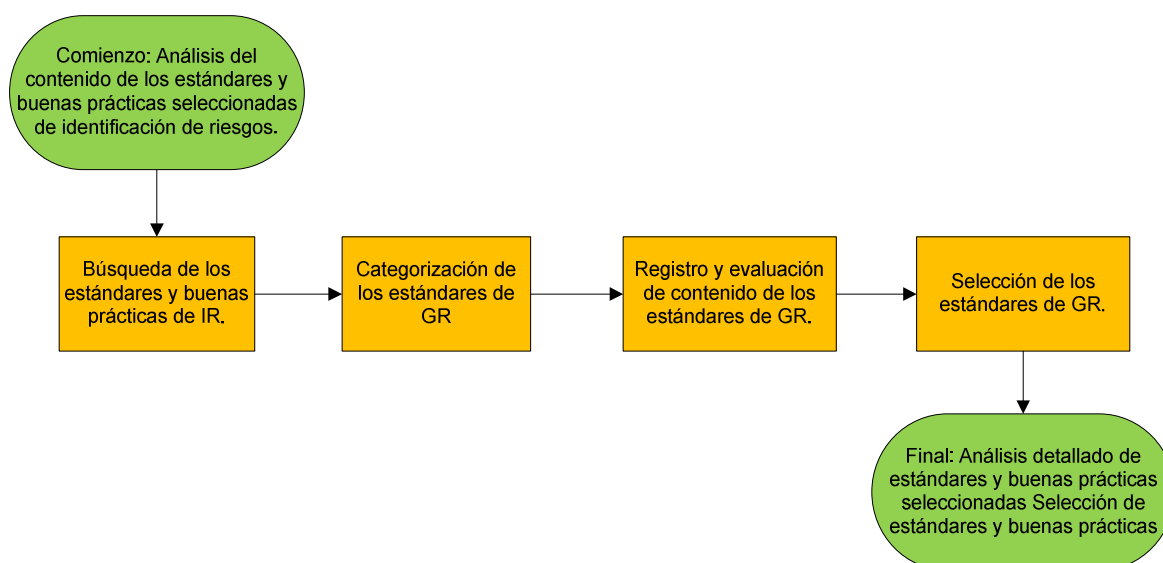 Comienzo: Análisis del
contenido de los estándares y
buenas prácticas seleccionadas
de identificación de riesgos.
Búsqueda de los
estándares y buenas
prácticas de IR.
Categorización de
los estándares de
GR
Registro y evaluación
de contenido de los
estándares de GR.
Selección de los
estándares de GR.
Final: Análisis detallado de
estándares y buenas prácticas
seleccionadas Selección de
estándares y buenas prácticas